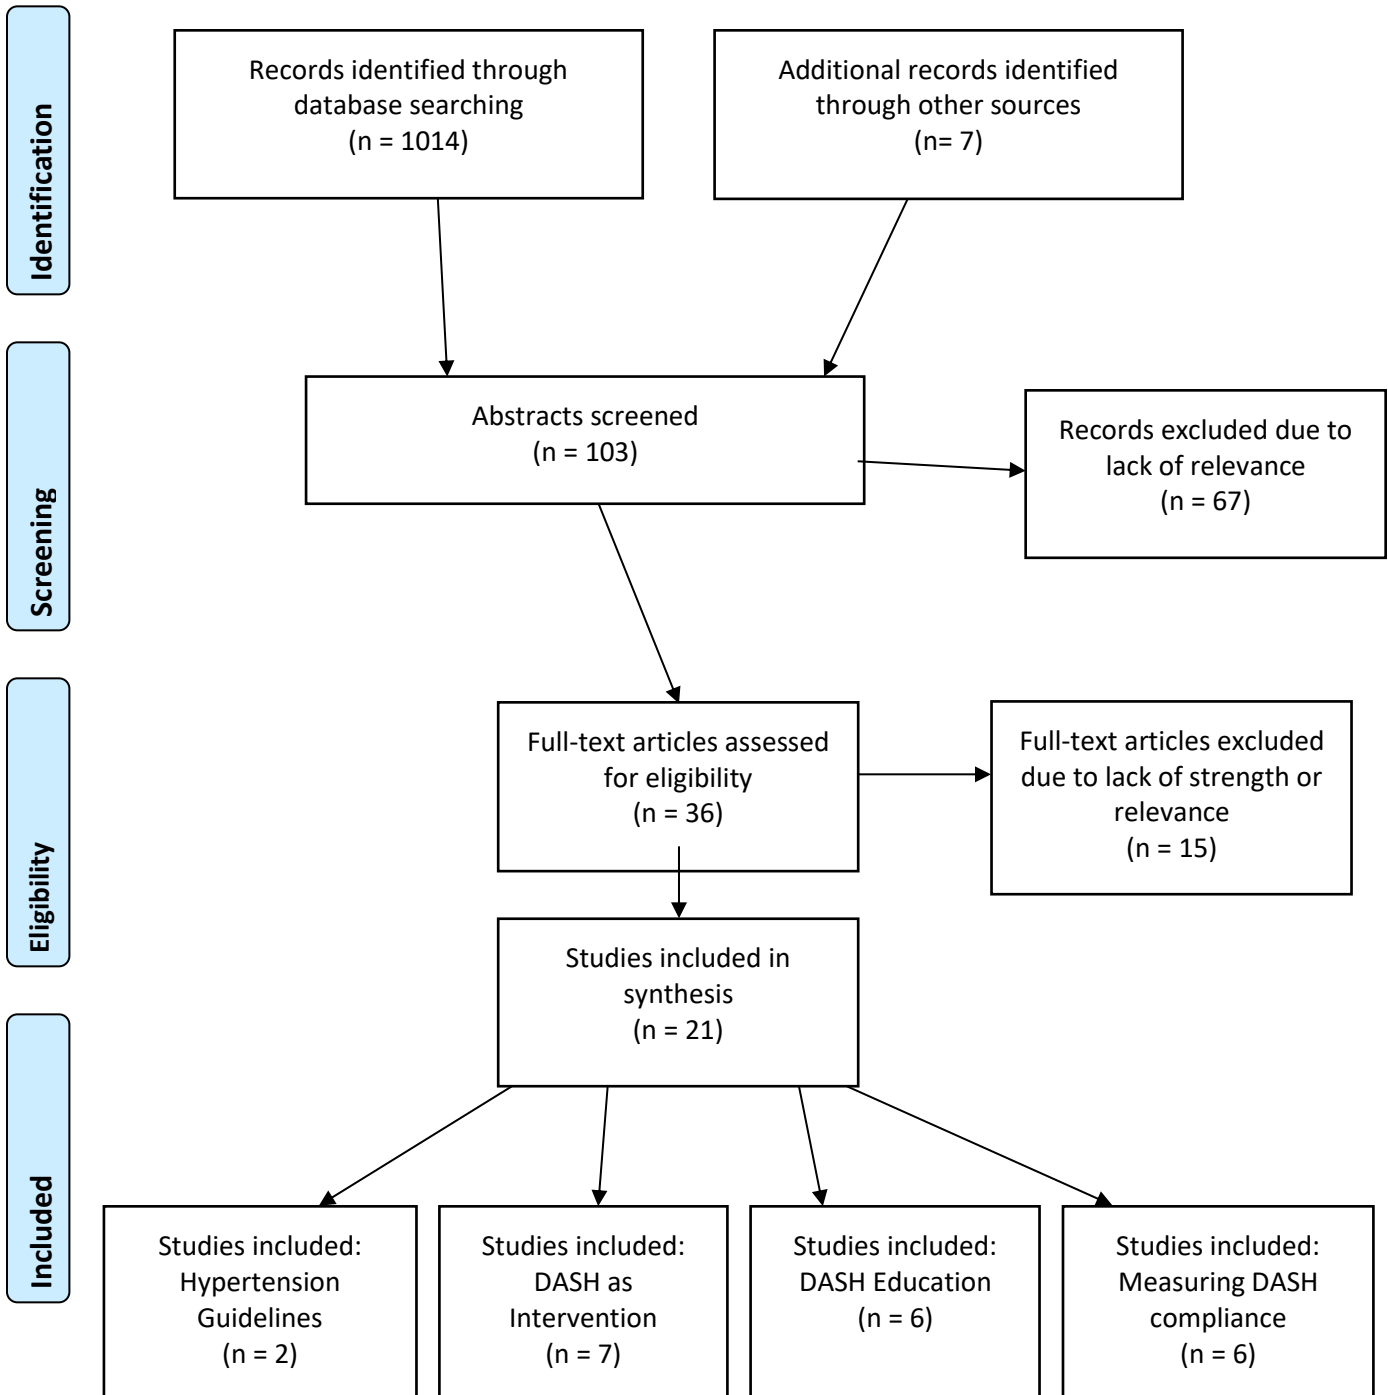 Identification
Records identified through
database searching
(n = 1014)
Additional records identified
through other sources
(n= 7)
Screening
Abstracts screened
(n = 103)
Records excluded due to
lack of relevance
(n = 67)
Eligibility
Full-text articles assessed
for eligibility
(n = 36)
Full-text articles excluded
due to lack of strength or
relevance
(n = 15)
Studies included in
synthesis
(n = 21)
Included
Studies included:
Hypertension
Guidelines
(n = 2)
Studies included:
DASH as
Intervention
(n = 7)
Studies included:
DASH Education
(n = 6)
Studies included:
Measuring DASH
compliance
(n = 6)